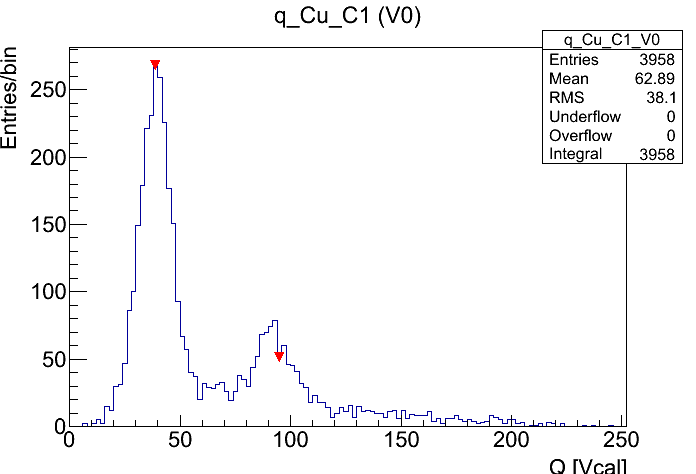 q_Cu_C1 (V0)
q_Cu_C1_V0
Entries 3958
Mean 62.89
RMS 38.1
Underflow 0
Overflow 0
Integral 3958
Entries/bin
250
200
150
100
50
0
0 50 100 150 200 250
Q [Vcal]